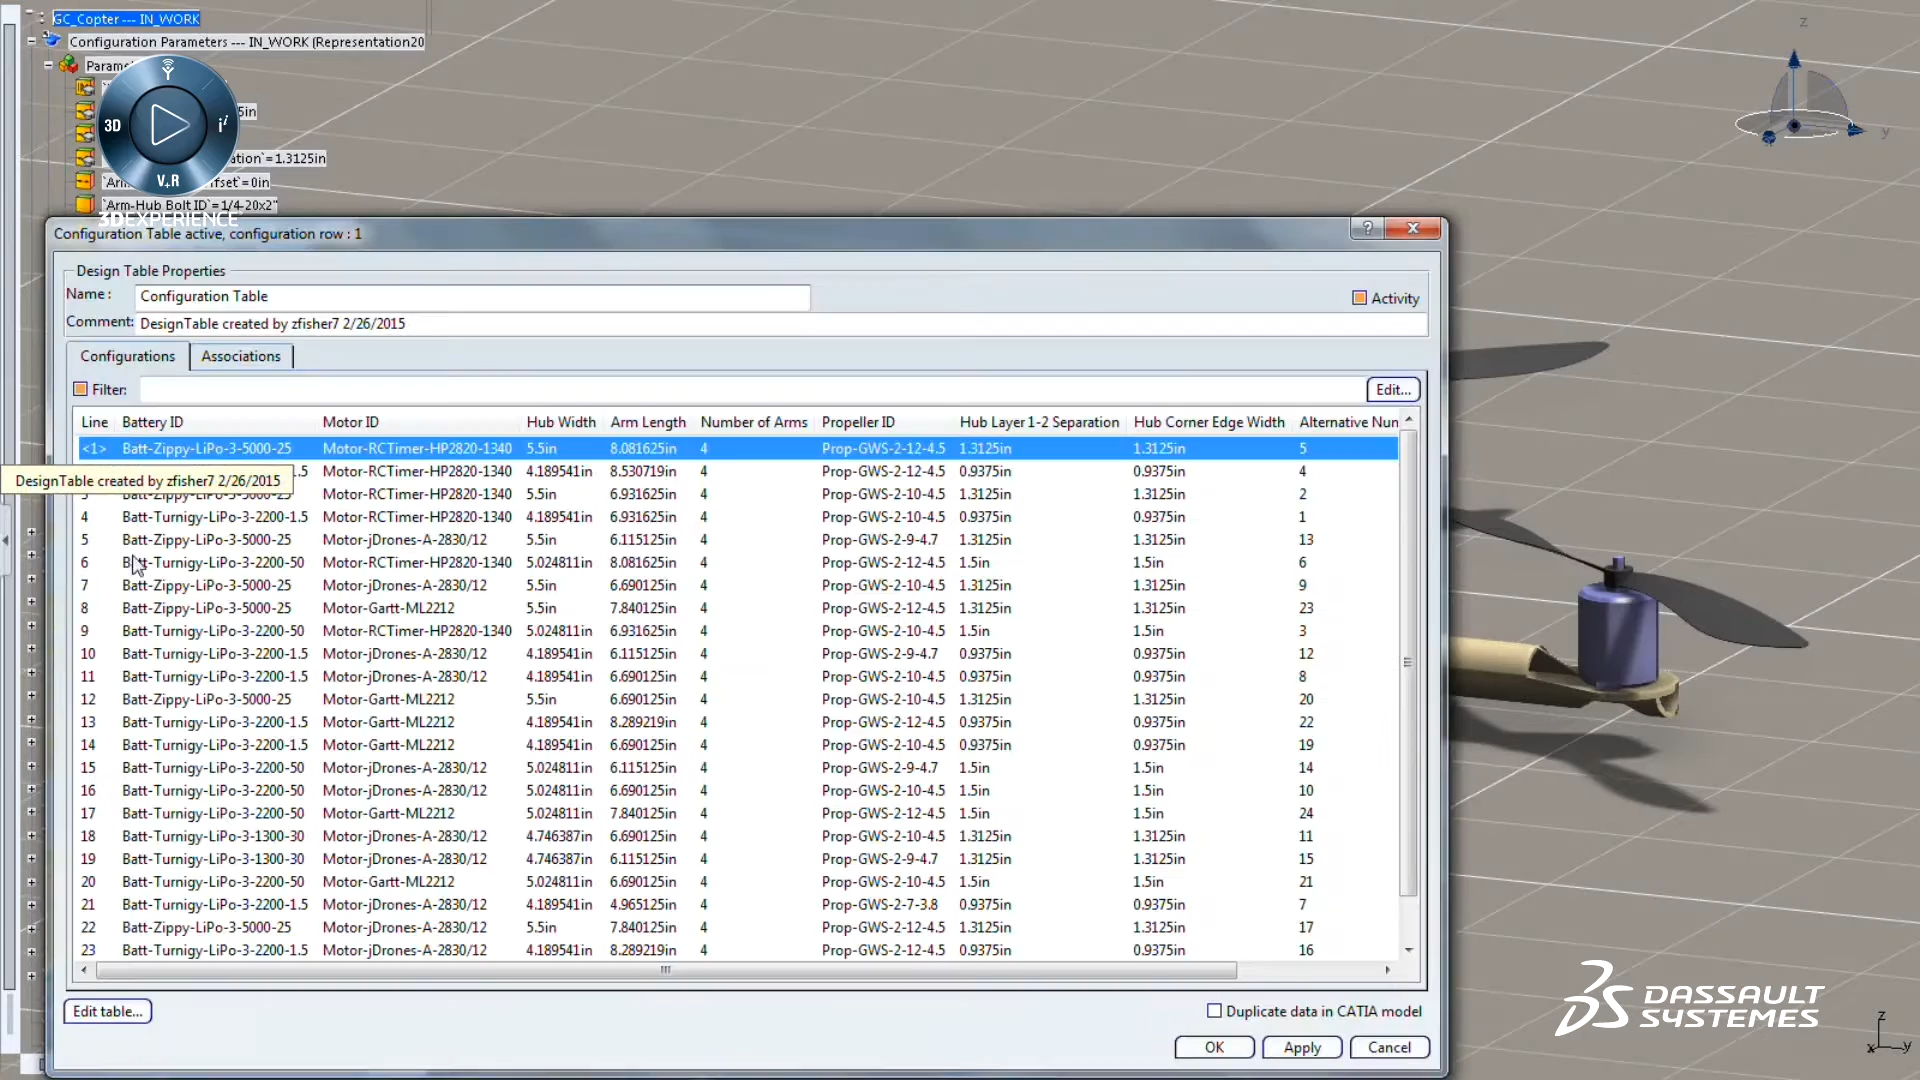 GC_Copter --- IN_WORK
Configuration Parameters --- IN_WORK (Representation20
Parame
5in
ation`=1.3125in
`Arm ffset`=0in
`Arm-Hub Bolt ID`=1/4-20x2"
3D
i
V+R
3DEXPERIENCE
Configuration Table active, configuration row : 1
Design Table Properties
Name : Configuration Table
Activity
Comment: DesignTable created by zfisher7 2/26/2015
Configurations Associations
Filter: Edit...
Line Battery ID Motor ID Hub Width Arm Length Number of Arms Propeller ID Hub Layer 1-2 Separation Hub Corner Edge Width Alternative Num
<1> Batt-Zippy-LiPo-3-5000-25 Motor-RCTimer-HP2820-1340 5.5in 8.081625in 4 Prop-GWS-2-12-4.5 1.3125in 1.3125in 5
1.5 Motor-RCTimer-HP2820-1340 4.189541in 8.530719in 4 Prop-GWS-2-12-4.5 0.9375in 0.9375in 4
DesignTable created by zfisher7 2/26/2015
3 Batt-Zippy-LiPo-3-5000-25 Motor-RCTimer-HP2820-1340 5.5in 6.931625in 4 Prop-GWS-2-10-4.5 1.3125in 1.3125in 2
4 Batt-Turnigy-LiPo-3-2200-1.5 Motor-RCTimer-HP2820-1340 4.189541in 6.931625in 4 Prop-GWS-2-10-4.5 0.9375in 0.9375in 1
5 Batt-Zippy-LiPo-3-5000-25 Motor-jDrones-A-2830/12 5.5in 6.115125in 4 Prop-GWS-2-9-4.7 1.3125in 1.3125in 13
6 Batt-Turnigy-LiPo-3-2200-50 Motor-RCTimer-HP2820-1340 5.024811in 8.081625in 4 Prop-GWS-2-12-4.5 1.5in 1.5in 6
7 Batt-Zippy-LiPo-3-5000-25 Motor-jDrones-A-2830/12 5.5in 6.690125in 4 Prop-GWS-2-10-4.5 1.3125in 1.3125in 9
8 Batt-Zippy-LiPo-3-5000-25 Motor-Gartt-ML2212 5.5in 7.840125in 4 Prop-GWS-2-12-4.5 1.3125in 1.3125in 23
9 Batt-Turnigy-LiPo-3-2200-50 Motor-RCTimer-HP2820-1340 5.024811in 6.931625in 4 Prop-GWS-2-10-4.5 1.5in 1.5in 3
10 Batt-Turnigy-LiPo-3-2200-1.5 Motor-jDrones-A-2830/12 4.189541in 6.115125in 4 Prop-GWS-2-9-4.7 0.9375in 0.9375in 12
11 Batt-Turnigy-LiPo-3-2200-1.5 Motor-jDrones-A-2830/12 4.189541in 6.690125in 4 Prop-GWS-2-10-4.5 0.9375in 0.9375in 8
12 Batt-Zippy-LiPo-3-5000-25 Motor-Gartt-ML2212 5.5in 6.690125in 4 Prop-GWS-2-10-4.5 1.3125in 1.3125in 20
13 Batt-Turnigy-LiPo-3-2200-1.5 Motor-Gartt-ML2212 4.189541in 8.289219in 4 Prop-GWS-2-12-4.5 0.9375in 0.9375in 22
14 Batt-Turnigy-LiPo-3-2200-1.5 Motor-Gartt-ML2212 4.189541in 6.690125in 4 Prop-GWS-2-10-4.5 0.9375in 0.9375in 19
15 Batt-Turnigy-LiPo-3-2200-50 Motor-jDrones-A-2830/12 5.024811in 6.115125in 4 Prop-GWS-2-9-4.7 1.5in 1.5in 14
16 Batt-Turnigy-LiPo-3-2200-50 Motor-jDrones-A-2830/12 5.024811in 6.690125in 4 Prop-GWS-2-10-4.5 1.5in 1.5in 10
17 Batt-Turnigy-LiPo-3-2200-50 Motor-Gartt-ML2212 5.024811in 7.840125in 4 Prop-GWS-2-12-4.5 1.5in 1.5in 24
18 Batt-Turnigy-LiPo-3-1300-30 Motor-jDrones-A-2830/12 4.746387in 6.690125in 4 Prop-GWS-2-10-4.5 1.3125in 1.3125in 11
19 Batt-Turnigy-LiPo-3-1300-30 Motor-jDrones-A-2830/12 4.746387in 6.115125in 4 Prop-GWS-2-9-4.7 1.3125in 1.3125in 15
20 Batt-Turnigy-LiPo-3-2200-50 Motor-Gartt-ML2212 5.024811in 6.690125in 4 Prop-GWS-2-10-4.5 1.5in 1.5in 21
21 Batt-Turnigy-LiPo-3-2200-1.5 Motor-jDrones-A-2830/12 4.189541in 4.965125in 4 Prop-GWS-2-7-3.8 0.9375in 0.9375in 7
22 Batt-Zippy-LiPo-3-5000-25 Motor-jDrones-A-2830/12 5.5in 7.840125in 4 Prop-GWS-2-12-4.5 1.3125in 1.3125in 17
23 Batt-Turnigy-LiPo-3-2200-1.5 Motor-jDrones-A-2830/12 4.189541in 8.289219in 4 Prop-GWS-2-12-4.5 0.9375in 0.9375in 16
Edit table...
Duplicate data in CATIA model
OK Apply Cancel
DASSAULT
SYSTEMES
z
y
z
x y